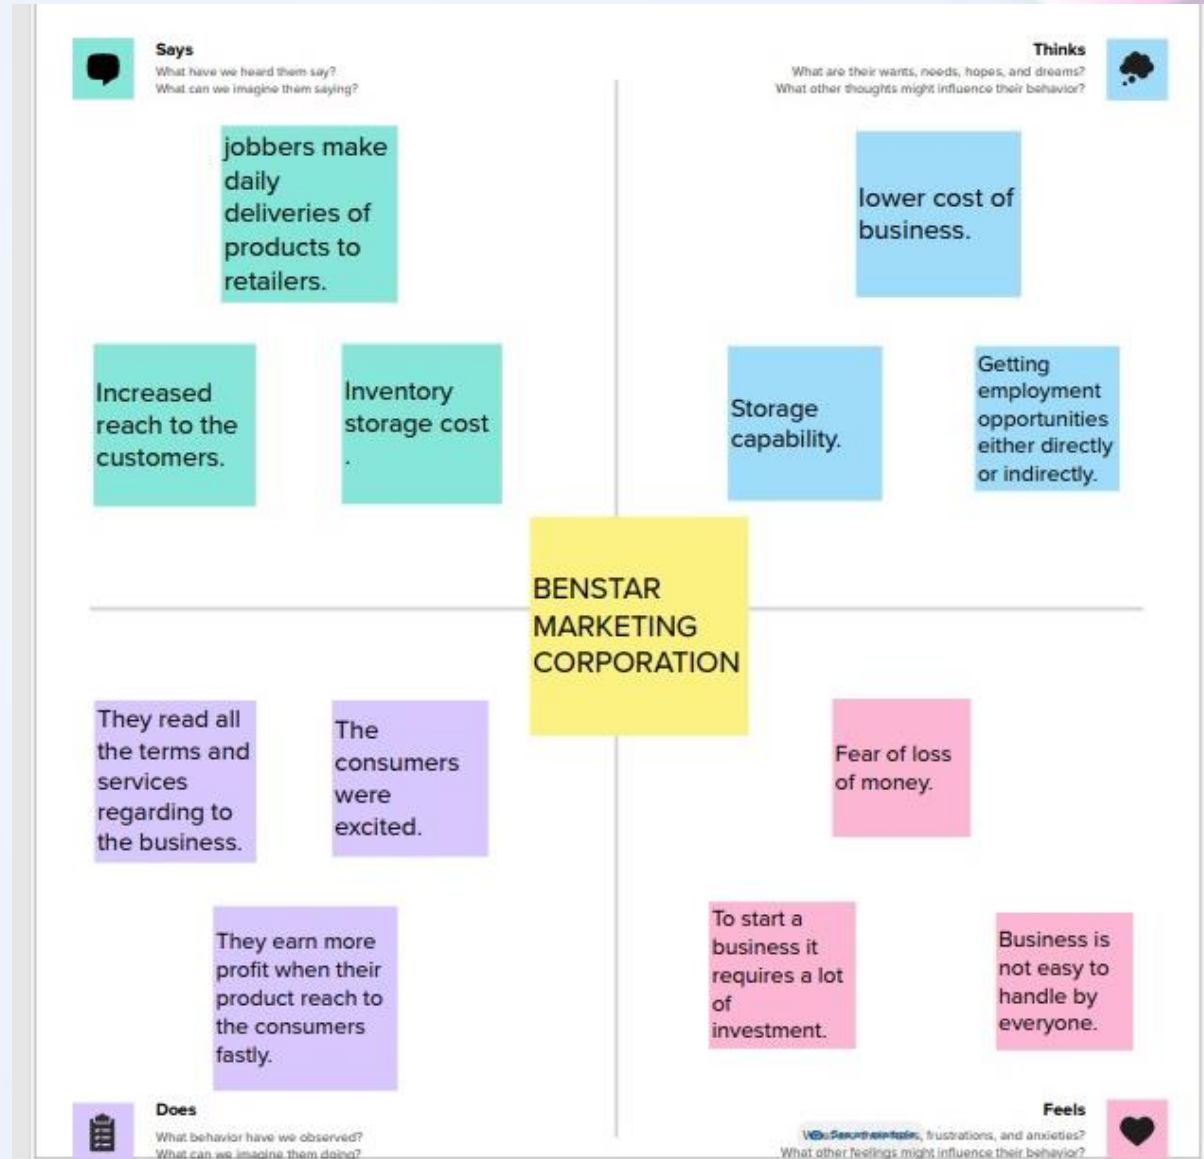 Says
What have we heard them say?
What can we imagine them saying?
Thinks
What are their wants, needs, hopes, and dreams?
What other thoughts might influence their behavior?
jobbers make
daily
deliveries of
products to
retailers.
lower cost of
business.
Increased
reach to the
customers.
Inventory
storage cost
.
Storage
capability.
Getting
employment
opportunities
either directly
or indirectly.
BENSTAR
MARKETING
CORPORATION
They read all
the terms and
services
regarding to
the business.
The
consumers
were
excited.
Fear of loss
of money.
They earn more
profit when their
product reach to
the consumers
fastly.
To start a
business it
requires a lot
of
investment.
Business is
not easy to
handle by
everyone.
Does
What behavior have we observed?
What can we imagine them doing?
Feels
frustrations, and anxieties?
What other feelings might influence their behavior?